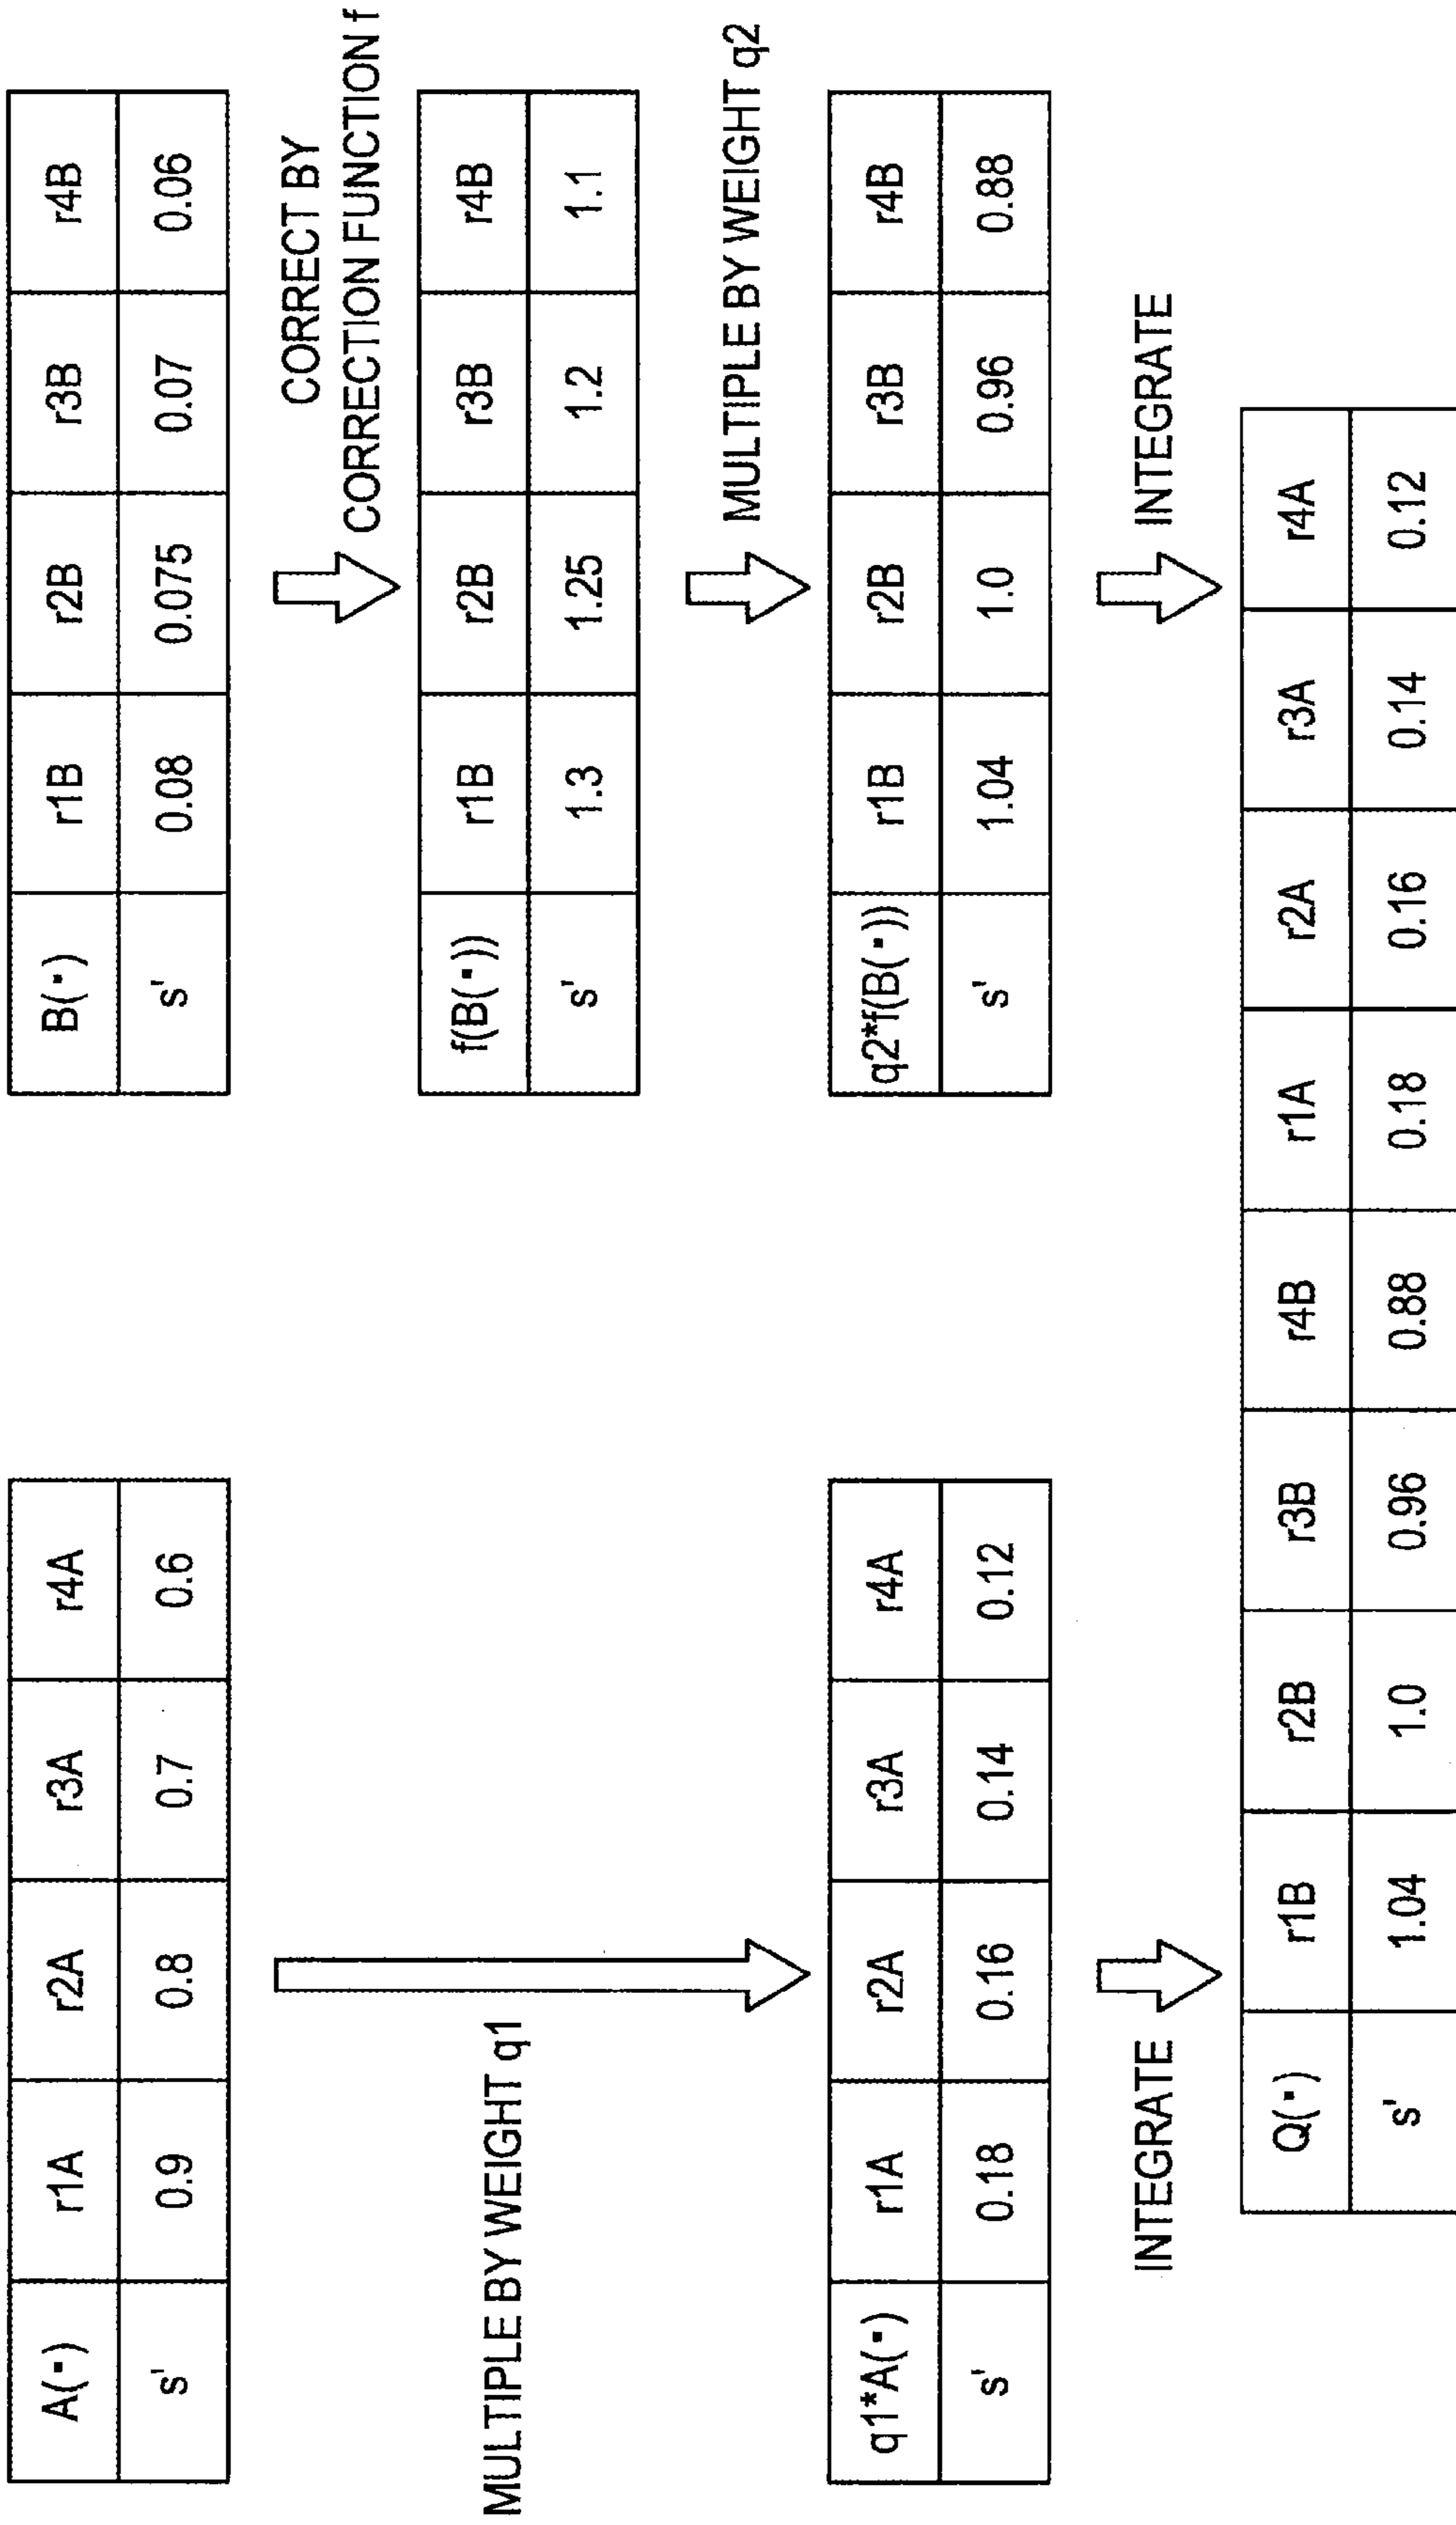 A(·) r1A r2A r3A r4A
s' 0.9 0.8 0.7 0.6
B(·) r1B r2B r3B r4B
s' 0.08 0.075 0.07 0.06
MULTIPLE BY WEIGHT q1
CORRECT BY
CORRECTION FUNCTION f
f(B(·)) r1B r2B r3B r4B
s' 1.3 1.25 1.2 1.1
MULTIPLE BY WEIGHT q2
q1*A(·) r1A r2A r3A r4A
s' 0.18 0.16 0.14 0.12
q2*f(B(·)) r1B r2B r3B r4B
s' 1.04 1.0 0.96 0.88
INTEGRATE
INTEGRATE
Q(·) r1B r2B r3B r4B r1A r2A r3A r4A
s' 1.04 1.0 0.96 0.88 0.18 0.16 0.14 0.12